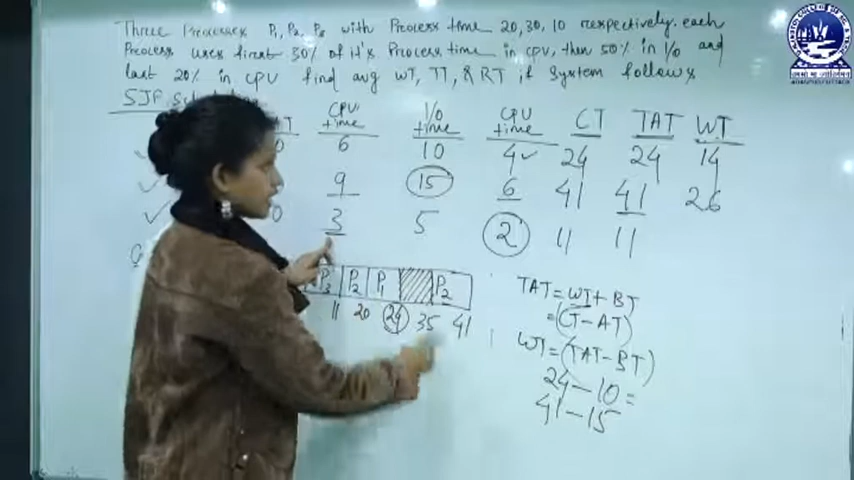 Three Processes P1, P2, P3 with Process time 20, 30, 10 respectively. each
Process uses first 30% of it's Process time in CPU, then 50% in I/O and
last 20% in CPU find avg WT, TT, & RT if System follows
SJF
T CPU time I/O time CPU time CT TAT WT
0 6 10 4 24 24 14
9 15 6 41 41 26
0 3 5 2 11 11
P3 P2 P1 P2
11 20 24 35 41
TAT = WT + BT
= (CT - AT)
WT = (TAT - BT)
24 - 10 =
41 - 15